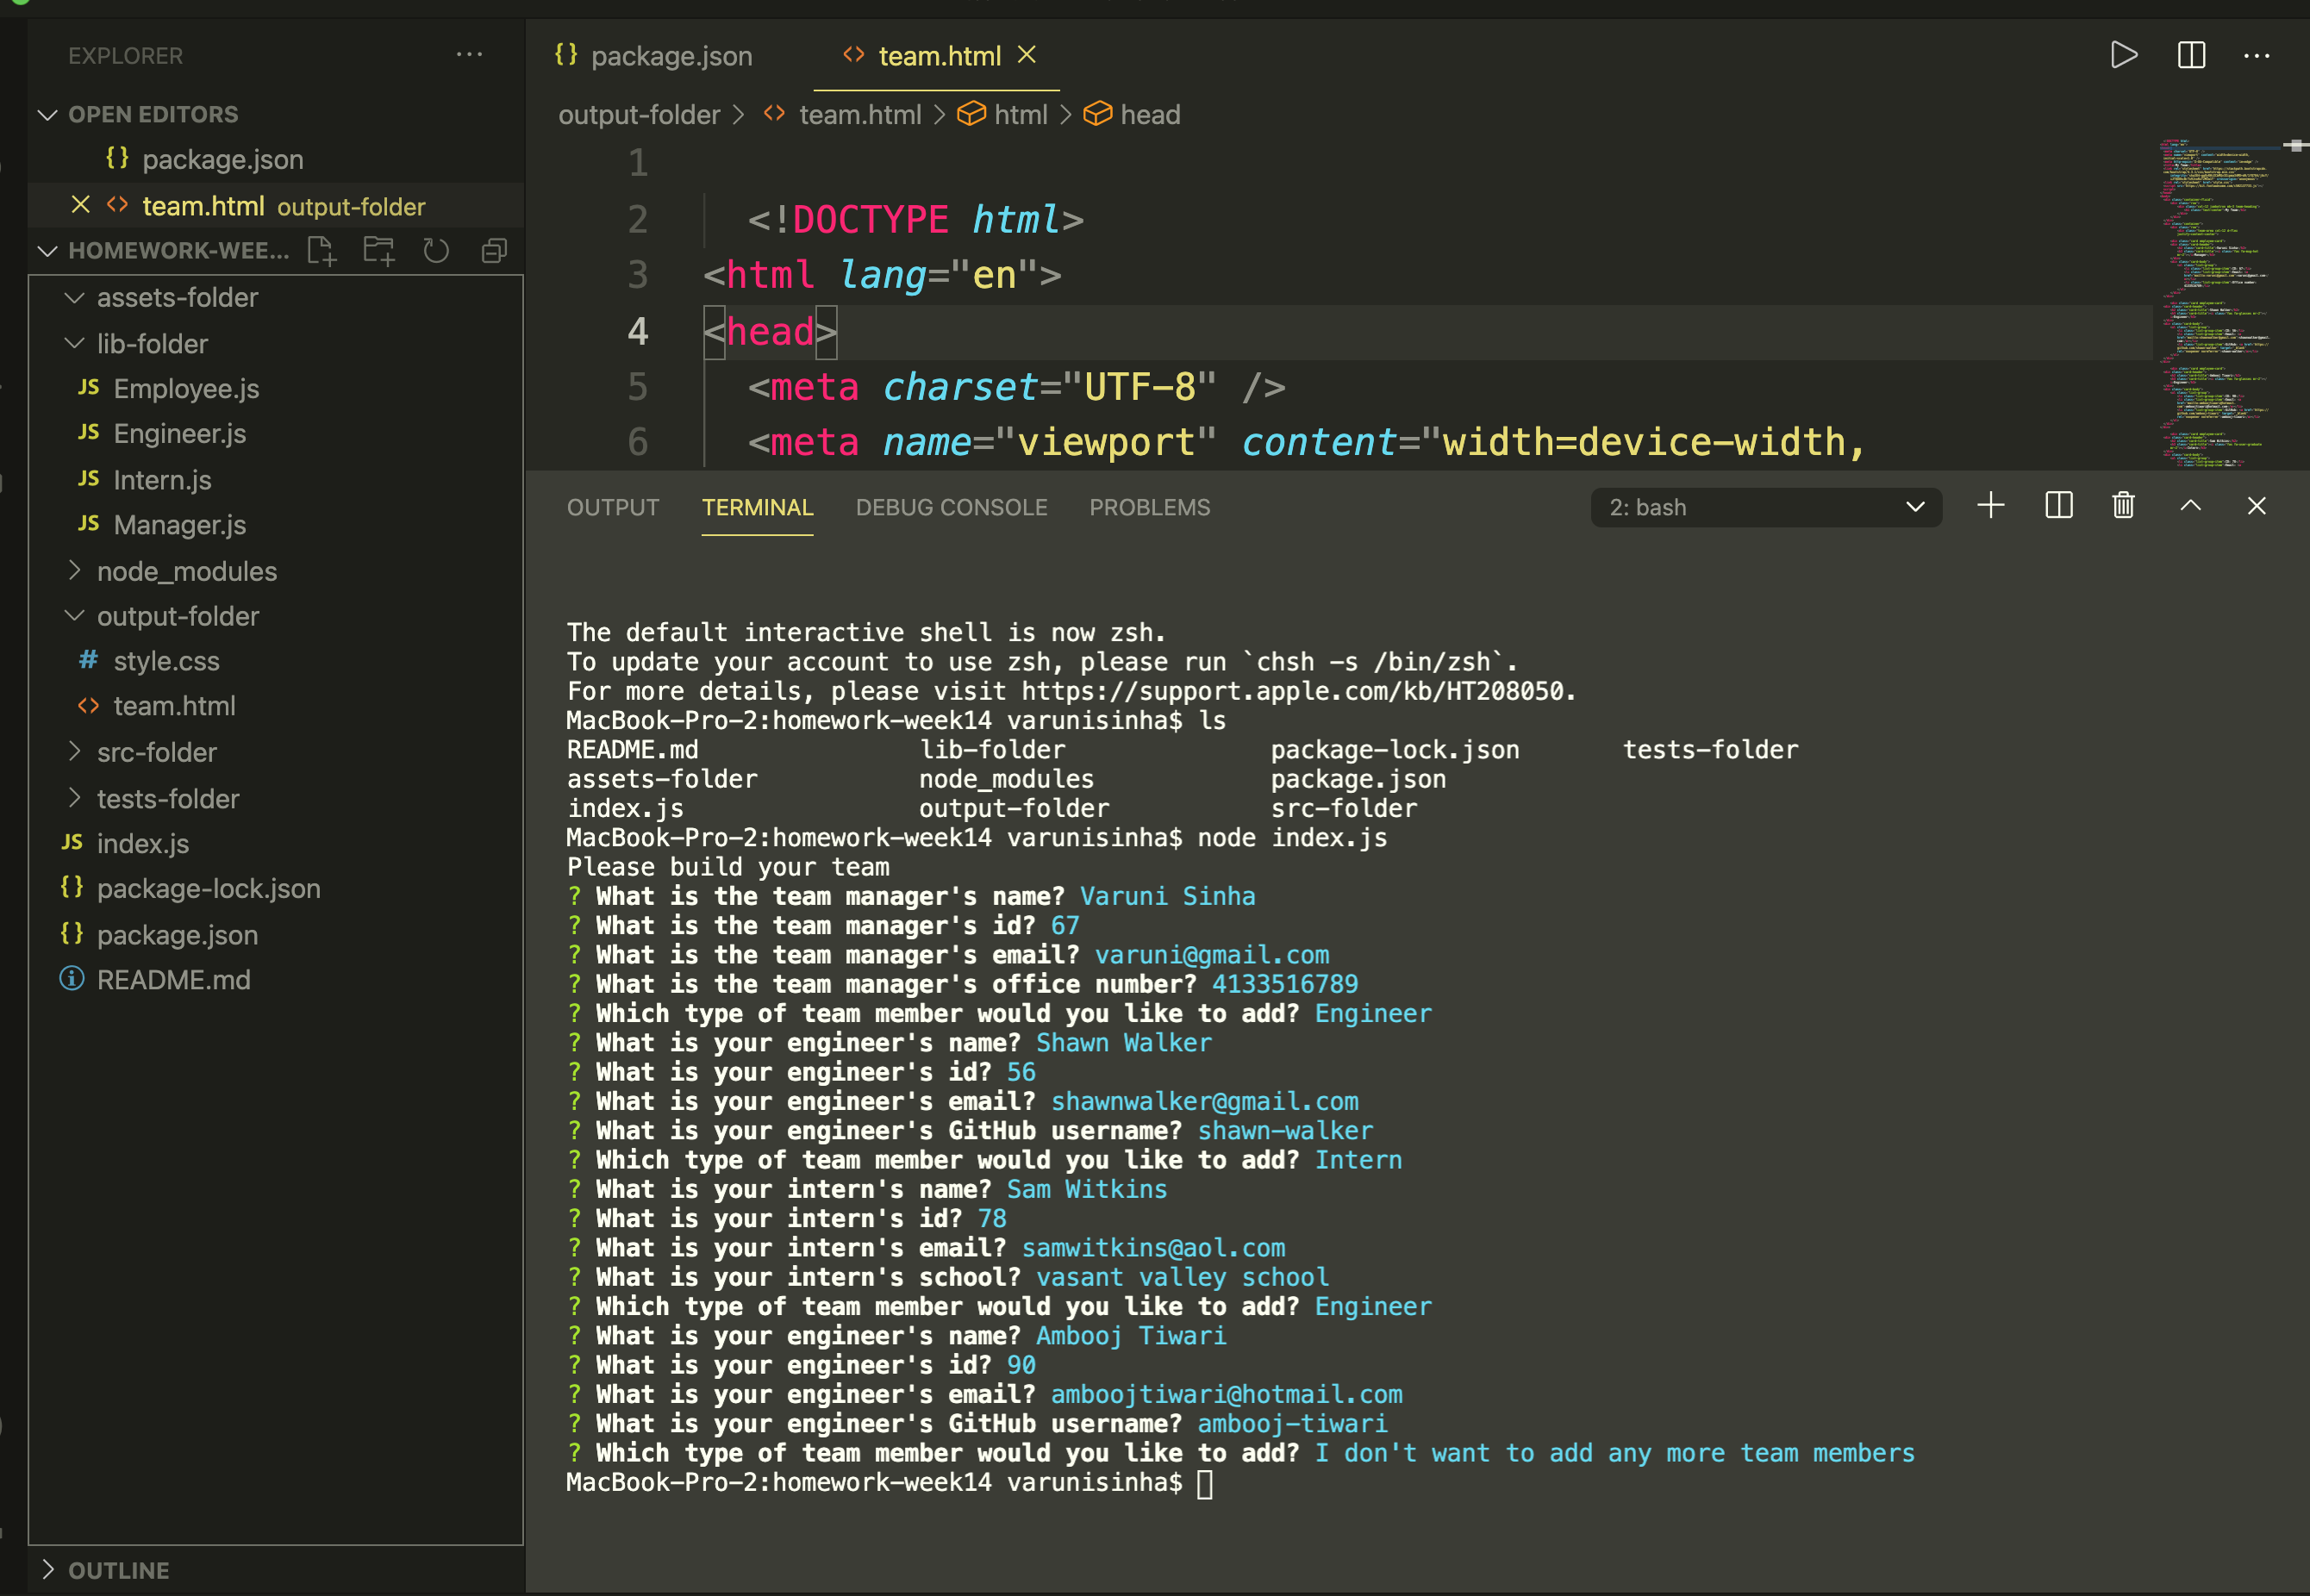 EXPLORER
OPEN EDITORS
{} package.json
team.html output-folder
HOMEWORK-WEE...
assets-folder
lib-folder
JS Employee.js
JS Engineer.js
JS Intern.js
JS Manager.js
node_modules
output-folder
# style.css
<> team.html
src-folder
tests-folder
JS index.js
{} package-lock.json
{} package.json
README.md
OUTLINE
{} package.json <> team.html
output-folder > <> team.html > html > head
1
2 <!DOCTYPE html>
3 <html lang="en">
4 <head>
5 <meta charset="UTF-8" />
6 <meta name="viewport" content="width=device-width,
OUTPUT TERMINAL DEBUG CONSOLE PROBLEMS 2: bash
The default interactive shell is now zsh.
To update your account to use zsh, please run `chsh -s /bin/zsh`.
For more details, please visit https://support.apple.com/kb/HT208050.
MacBook-Pro-2:homework-week14 varunisinha$ ls
README.md lib-folder package-lock.json tests-folder
assets-folder node_modules package.json
index.js output-folder src-folder
MacBook-Pro-2:homework-week14 varunisinha$ node index.js
Please build your team
? What is the team manager's name? Varuni Sinha
? What is the team manager's id? 67
? What is the team manager's email? varuni@gmail.com
? What is the team manager's office number? 4133516789
? Which type of team member would you like to add? Engineer
? What is your engineer's name? Shawn Walker
? What is your engineer's id? 56
? What is your engineer's email? shawnwalker@gmail.com
? What is your engineer's GitHub username? shawn-walker
? Which type of team member would you like to add? Intern
? What is your intern's name? Sam Witkins
? What is your intern's id? 78
? What is your intern's email? samwitkins@aol.com
? What is your intern's school? vasant valley school
? Which type of team member would you like to add? Engineer
? What is your engineer's name? Ambooj Tiwari
? What is your engineer's id? 90
? What is your engineer's email? amboojtiwari@hotmail.com
? What is your engineer's GitHub username? ambooj-tiwari
? Which type of team member would you like to add? I don't want to add any more team members
MacBook-Pro-2:homework-week14 varunisinha$